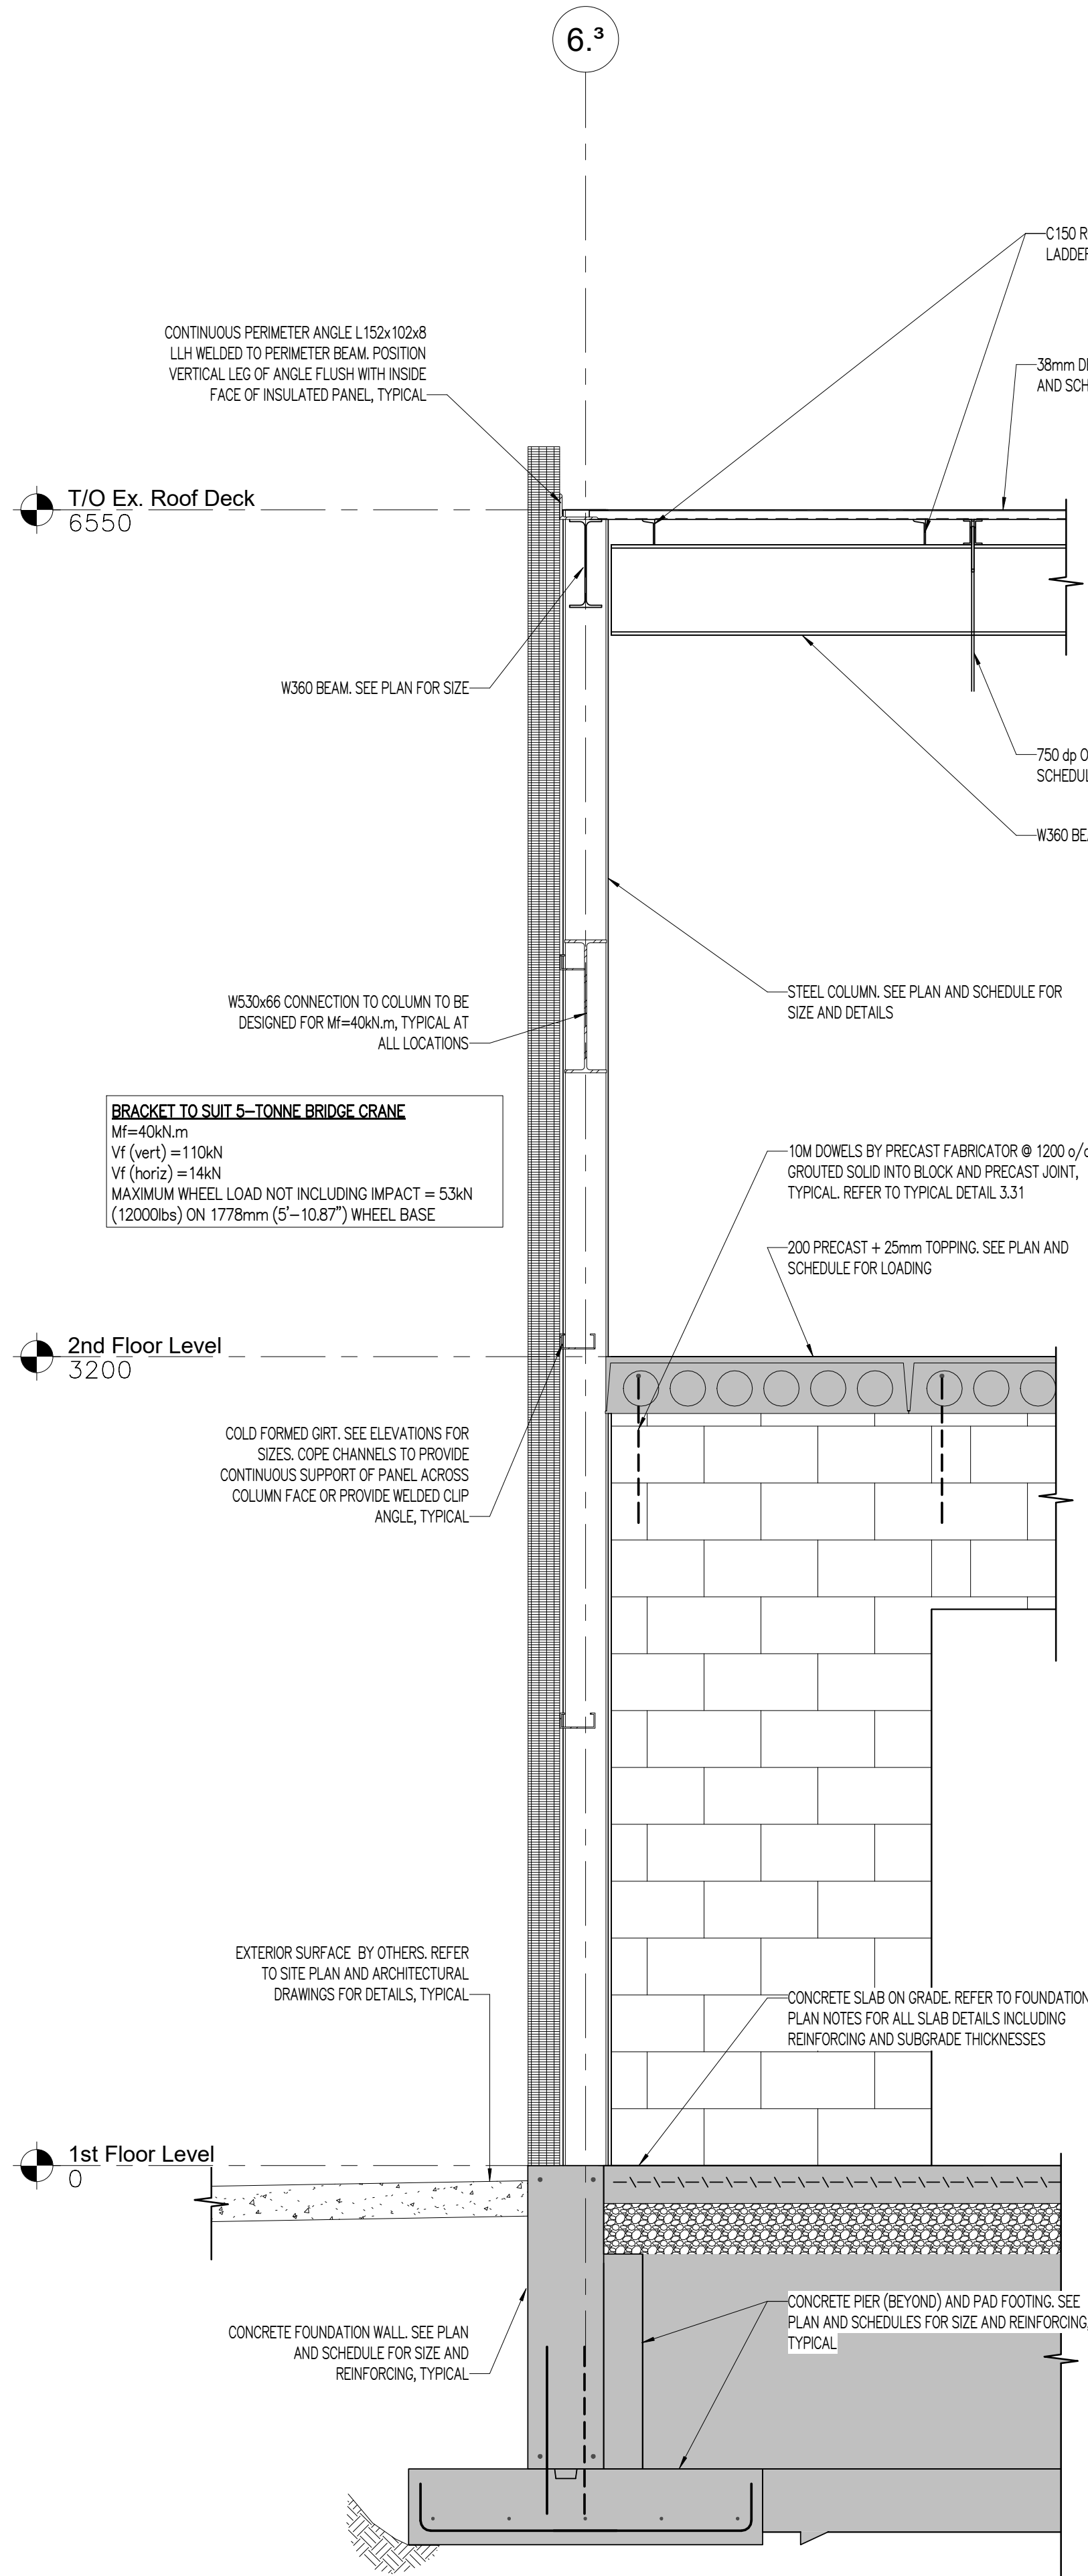 6.³
C150 R
LADDER
CONTINUOUS PERIMETER ANGLE L152x102x8
LLH WELDED TO PERIMETER BEAM. POSITION
VERTICAL LEG OF ANGLE FLUSH WITH INSIDE
FACE OF INSULATED PANEL, TYPICAL
38mm
AND SCH
T/O Ex. Roof Deck
6550
W360 BEAM. SEE PLAN FOR SIZE
750 dp O
SCHEDUL
W360 BEA
STEEL COLUMN. SEE PLAN AND SCHEDULE FOR
SIZE AND DETAILS
W530x66 CONNECTION TO COLUMN TO BE
DESIGNED FOR Mf=40kN.m, TYPICAL AT
ALL LOCATIONS
BRACKET TO SUIT 5–TONNE BRIDGE CRANE
Mf=40kN.m
Vf (vert) =110kN
Vf (horiz) =14kN
MAXIMUM WHEEL LOAD NOT INCLUDING IMPACT = 53kN
(12000lbs) ON 1778mm (5'–10.87") WHEEL BASE
10M DOWELS BY PRECAST FABRICATOR @ 1200 o/c
GROUTED SOLID INTO BLOCK AND PRECAST JOINT,
TYPICAL. REFER TO TYPICAL DETAIL 3.31
200 PRECAST + 25mm TOPPING. SEE PLAN AND
SCHEDULE FOR LOADING
2nd Floor Level
3200
COLD FORMED GIRT. SEE ELEVATIONS FOR
SIZES. COPE CHANNELS TO PROVIDE
CONTINUOUS SUPPORT OF PANEL ACROSS
COLUMN FACE OR PROVIDE WELDED CLIP
ANGLE, TYPICAL
EXTERIOR SURFACE BY OTHERS. REFER
TO SITE PLAN AND ARCHITECTURAL
DRAWINGS FOR DETAILS, TYPICAL
CONCRETE SLAB ON GRADE. REFER TO FOUNDATION
PLAN NOTES FOR ALL SLAB DETAILS INCLUDING
REINFORCING AND SUBGRADE THICKNESSES
1st Floor Level
0
CONCRETE PIER (BEYOND) AND PAD FOOTING. SEE
PLAN AND SCHEDULES FOR SIZE AND REINFORCING,
TYPICAL
CONCRETE FOUNDATION WALL. SEE PLAN
AND SCHEDULE FOR SIZE AND
REINFORCING, TYPICAL